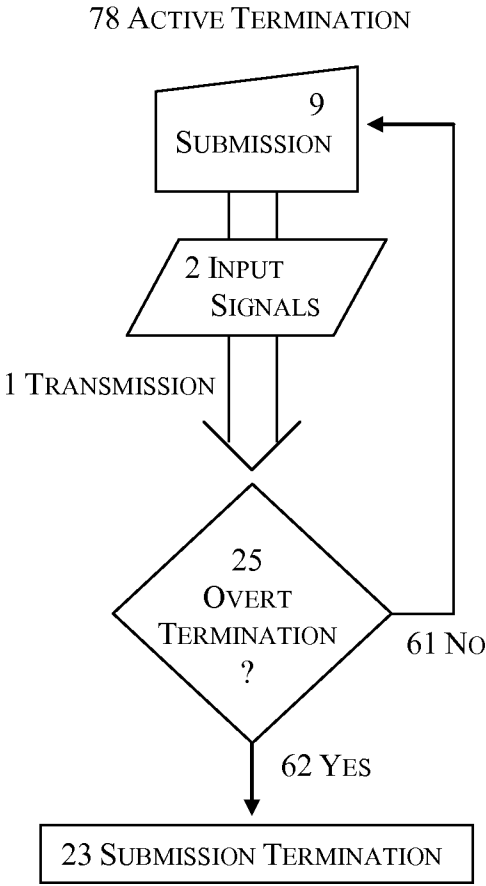 78 ACTIVE TERMINATION
9
SUBMISSION
2 INPUT
SIGNALS
1 TRANSMISSION
25
OVERT
TERMINATION
?
61 NO
62 YES
23 SUBMISSION TERMINATION